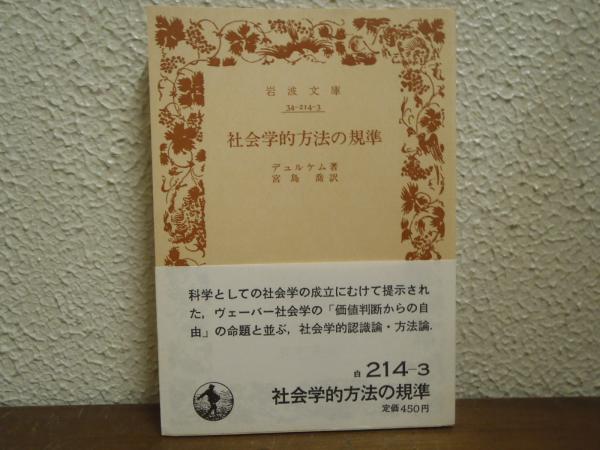 岩波文庫
34-214-3
社会学的方法の規準
デュルケム著
宮島 喬訳
科学としての社会学の成立にむけて提示され
た，ヴェーバー社会学の「価値判断からの自
由」の命題と並ぶ，社会学的認識論・方法論．
白 214-3
社会学的方法の規準
定価450円